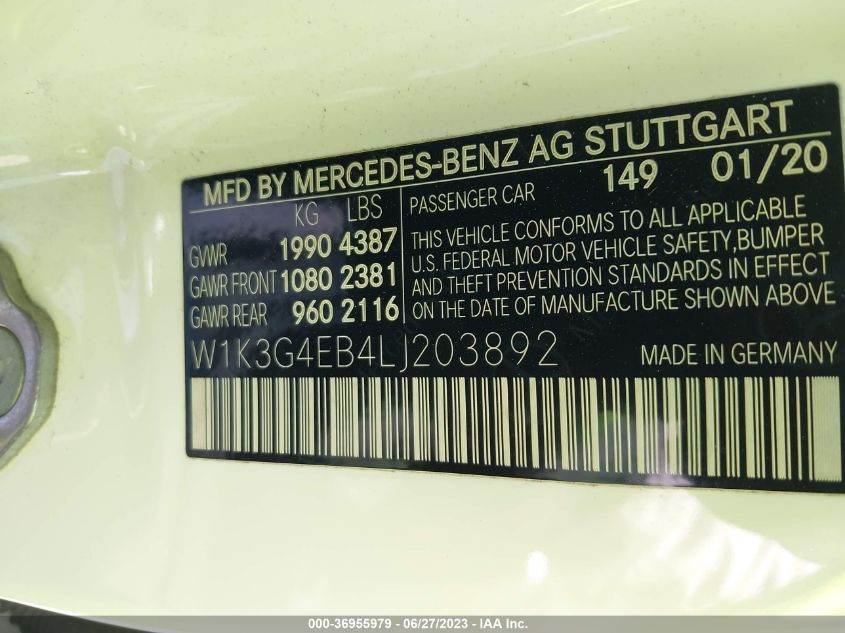 MFD BY MERCEDES-BENZ AG STUTTGART
KG LBS
GVWR 1990 4387
GAWR FRONT 1080 2381
GAWR REAR 960 2116
PASSENGER CAR 149 01/20
THIS VEHICLE CONFORMS TO ALL APPLICABLE
U.S. FEDERAL MOTOR VEHICLE SAFETY,BUMPER
AND THEFT PREVENTION STANDARDS IN EFFECT
ON THE DATE OF MANUFACTURE SHOWN ABOVE
W1K3G4EB4LJ203892 MADE IN GERMANY
000-36955979 - 06/27/2023 - © IAA Inc.